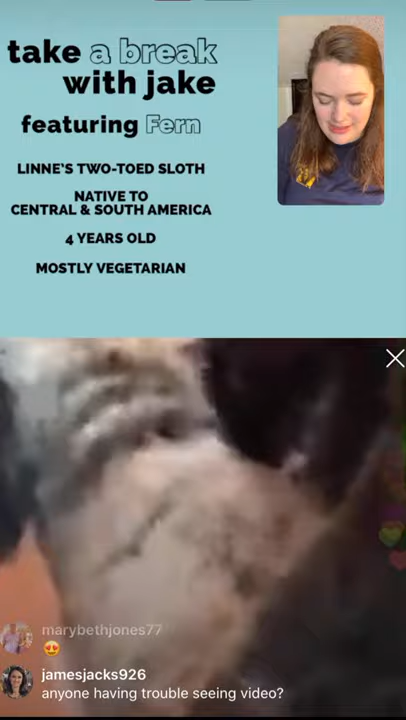 take a break
with jake
featuring Fern
LINNE'S TWO-TOED SLOTH
NATIVE TO
CENTRAL & SOUTH AMERICA
4 YEARS OLD
MOSTLY VEGETARIAN
marybethjones77
😍
jamesjacks926
anyone having trouble seeing video?